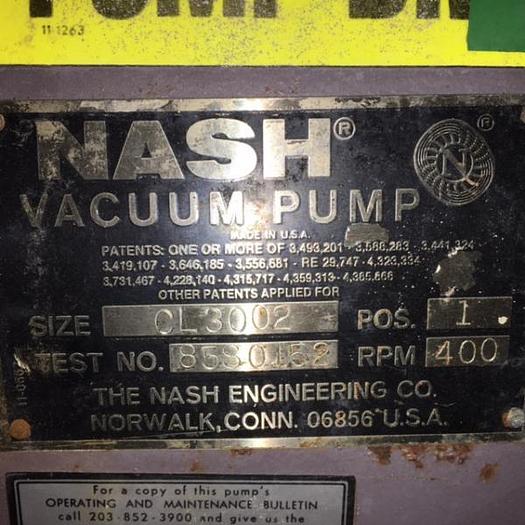 11-1263
NASH®
VACUUM PUMP
MADE IN U.S.A.
PATENTS: ONE OR MORE OF 3,493,201 - 3,588,283 - 3,441,324
3,419,107 - 3,646,185 - 3,556,681 - RE 29,747 - 4,323,334
3,731,467 - 4,228,140 - 4,315,717 - 4,359,313 - 4,385,868
OTHER PATENTS APPLIED FOR
SIZE CL3002 POS. 1
TEST NO. 85S0152 RPM 400
THE NASH ENGINEERING CO.
NORWALK, CONN. 06856 U.S.A.
For a copy of this pump's
OPERATING AND MAINTENANCE BULLETIN
call 203-852-3900 and give us the